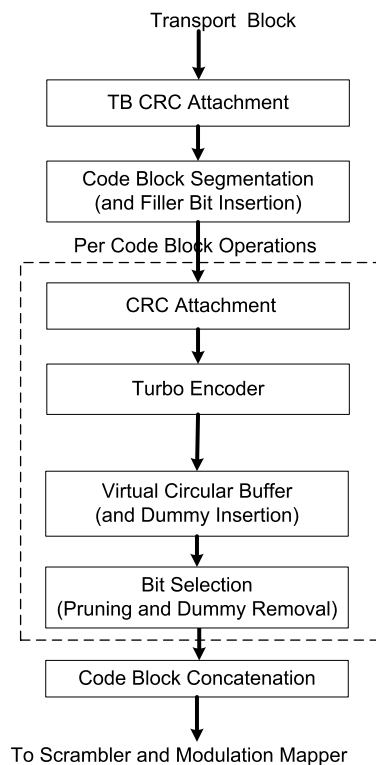 Transport Block
TB CRC Attachment
Code Block Segmentation
(and Filler Bit Insertion)
Per Code Block Operations
CRC Attachment
Turbo Encoder
Virtual Circular Buffer
(and Dummy Insertion)
Bit Selection
(Pruning and Dummy Removal)
Code Block Concatenation
To Scrambler and Modulation Mapper